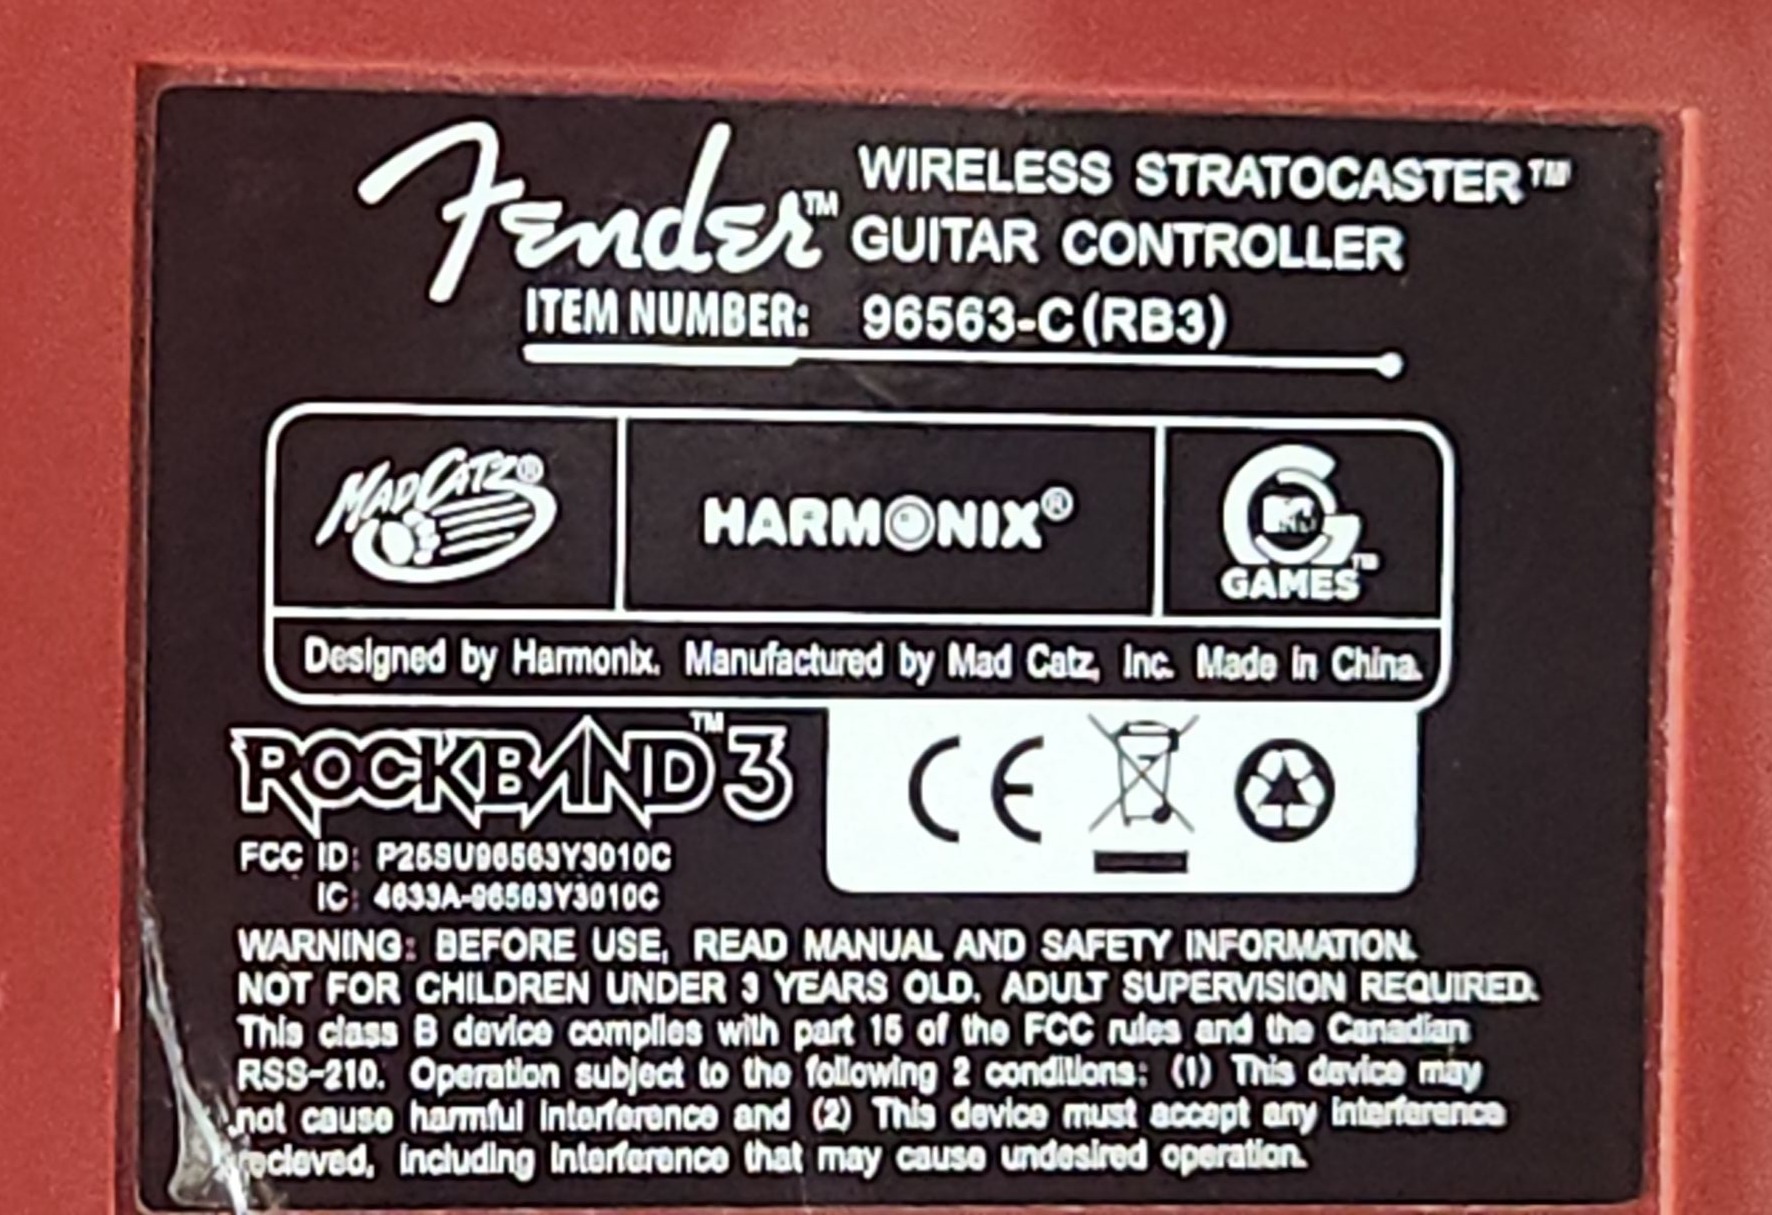 Fender™ WIRELESS STRATOCASTER™
GUITAR CONTROLLER
ITEM NUMBER: 96563-C(RB3)
MAD CATZ®
HARMONIX®
G
GAMES™
Designed by Harmonix. Manufactured by Mad Catz, Inc. Made in China.
ROCKBAND™3
CE
FCC ID: P25SU96563Y3010C
IC: 4633A-96563Y3010C
WARNING: BEFORE USE, READ MANUAL AND SAFETY INFORMATION.
NOT FOR CHILDREN UNDER 3 YEARS OLD. ADULT SUPERVISION REQUIRED.
This class B device complies with part 15 of the FCC rules and the Canadian
RSS-210. Operation subject to the following 2 conditions: (1) This device may
not cause harmful interference and (2) This device must accept any interference
recieved, including interference that may cause undesired operation.